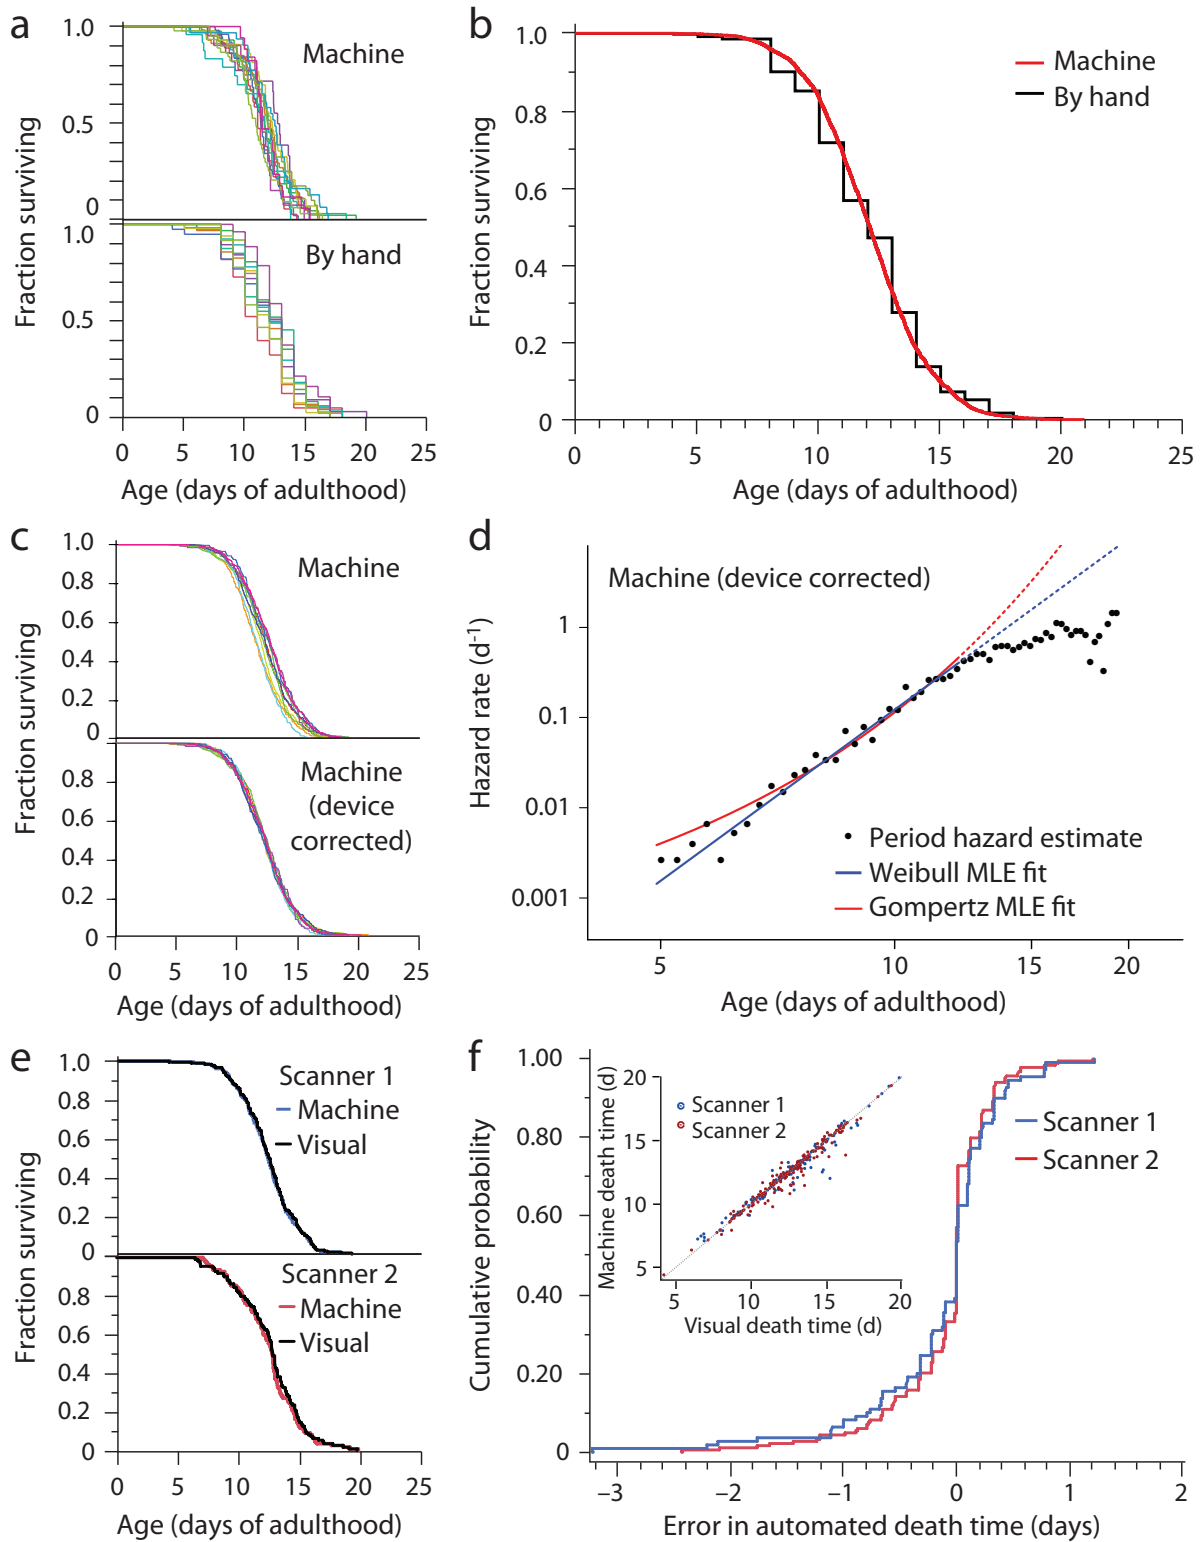 a
1.0
0.5
0
Machine
1.0
0.5
0
By hand
Fraction surviving
Fraction surviving
0
5
10
15
20
25
Age (days of adulthood)
b
1.0
0.8
0.6
0.4
0.2
0
Fraction surviving
Machine
By hand
0
5
10
15
20
25
Age (days of adulthood)
c
1.0
0.8
0.6
0.4
0.2
0
Machine
0.8
0.6
0.4
0.2
0
Machine
(device
corrected)
Fraction surviving
Fraction surviving
0
5
10
15
20
25
Age (days of adulthood)
d
Machine (device corrected)
Hazard rate (d-1)
1
0.1
0.01
0.001
Period hazard estimate
Weibull MLE fit
Gompertz MLE fit
5
10
15
20
Age (days of adulthood)
e
1.0
0.8
0.6
0.4
0.2
0
Scanner 1
Machine
Visual
0.8
0.6
0.4
0.2
0
Scanner 2
Machine
Visual
Fraction surviving
Fraction surviving
0
5
10
15
20
25
Age (days of adulthood)
f
1.00
0.80
0.60
0.40
0.20
0
Cumulative probability
Machine death time (d)
20
15
10
5
Scanner 1
Scanner 2
5
10
15
20
Visual death time (d)
Scanner 1
Scanner 2
−3
−2
−1
0
1
2
Error in automated death time (days)